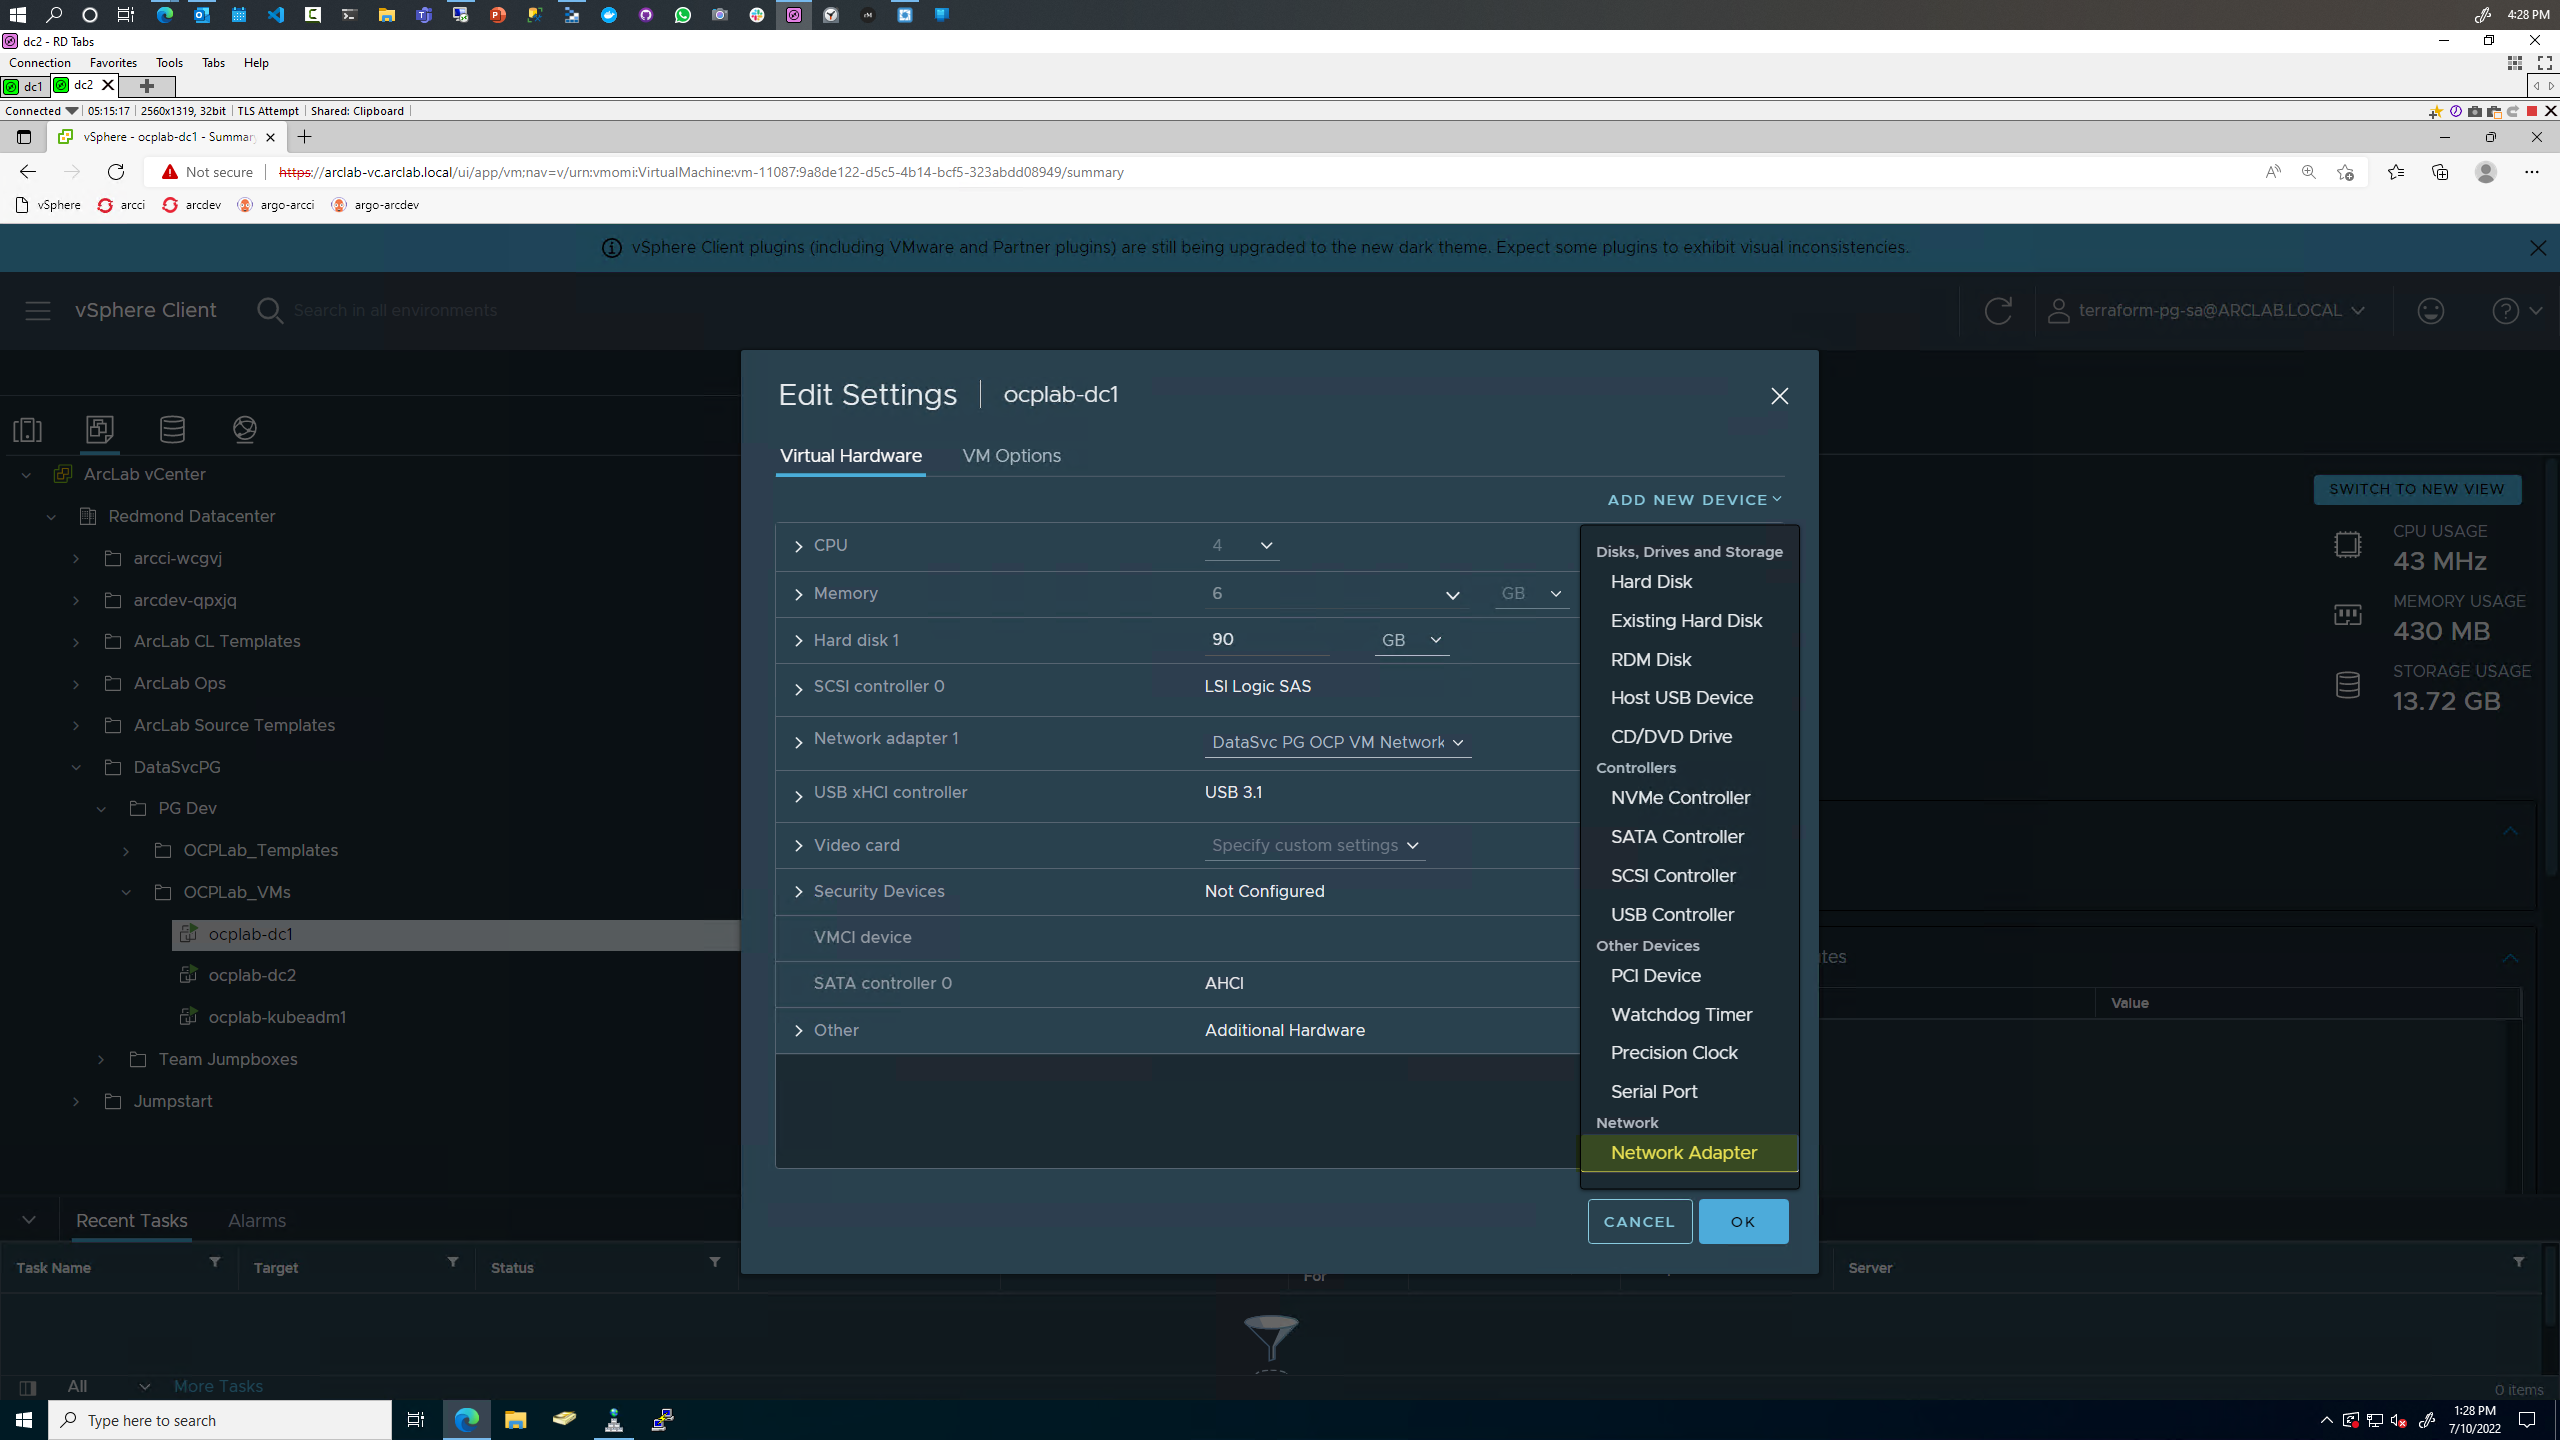 4:28 PM
dc2 - RD Tabs
Connection Favorites Tools Tabs Help
dc1 dc2
Connected 05:15:17 2560x1319, 32bit TLS Attempt Shared: Clipboard
vSphere - ocplab-dc1 - Summar
Not secure https://arclab-vc.arclab.local/ui/app/vm;nav=v/urn:vmomi:VirtualMachine:vm-11087:9a8de122-d5c5-4b14-bcf5-323abdd08949/summary
vSphere arcci arcdev argo-arcci argo-arcdev
vSphere Client plugins (including VMware and Partner plugins) are still being upgraded to the new dark theme. Expect some plugins to exhibit visual inconsistencies.
vSphere Client Search in all environments terraform-pg-sa@ARCLAB.LOCAL
ArcLab vCenter
Redmond Datacenter
arcci-wcgvj
arcdev-qpxjq
ArcLab CL Templates
ArcLab Ops
ArcLab Source Templates
DataSvcPG
PG Dev
OCPLab_Templates
OCPLab_VMs
ocplab-dc1
ocplab-dc2
ocplab-kubeadm1
Team Jumpboxes
Jumpstart
Edit Settings ocplab-dc1
Virtual Hardware VM Options
ADD NEW DEVICE
CPU 4
Memory 6 GB
Hard disk 1 90 GB
SCSI controller 0 LSI Logic SAS
Network adapter 1 DataSvc PG OCP VM Network
USB xHCI controller USB 3.1
Video card Specify custom settings
Security Devices Not Configured
VMCI device
SATA controller 0 AHCI
Other Additional Hardware
Disks, Drives and Storage
Hard Disk
Existing Hard Disk
RDM Disk
Host USB Device
CD/DVD Drive
Controllers
NVMe Controller
SATA Controller
SCSI Controller
USB Controller
Other Devices
PCI Device
Watchdog Timer
Precision Clock
Serial Port
Network
Network Adapter
CANCEL OK
SWITCH TO NEW VIEW
CPU USAGE
43 MHz
MEMORY USAGE
430 MB
STORAGE USAGE
13.72 GB
tes
Value
Recent Tasks Alarms
Task Name Target Status For Server
All More Tasks
0 items
Type here to search
1:28 PM
7/10/2022